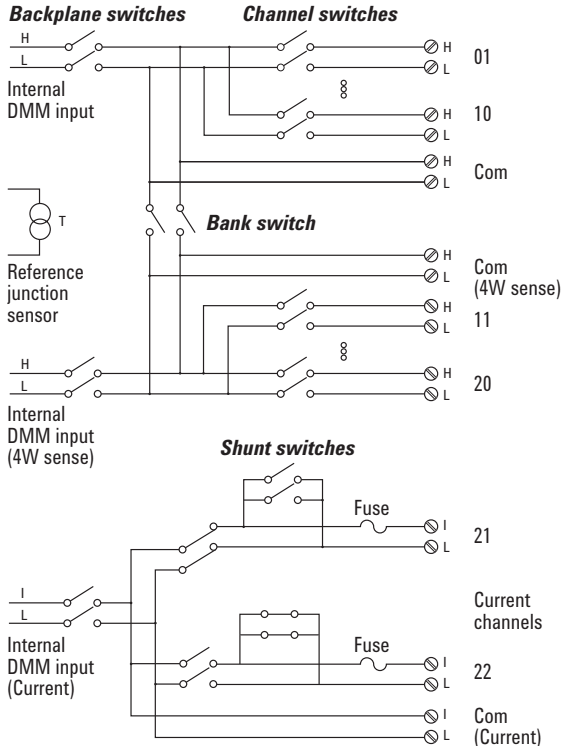 Backplane switches
Channel switches
H
L
Internal
DMM input
H
L
01
H
L
10
H
L
Com
T
Reference
junction
sensor
Bank switch
H
L
Com
(4W sense)
H
L
11
H
L
Internal
DMM input
(4W sense)
H
L
20
Shunt switches
Fuse
I
L
21
I
L
Internal
DMM input
(Current)
Current
channels
Fuse
I
L
22
I
L
Com
(Current)